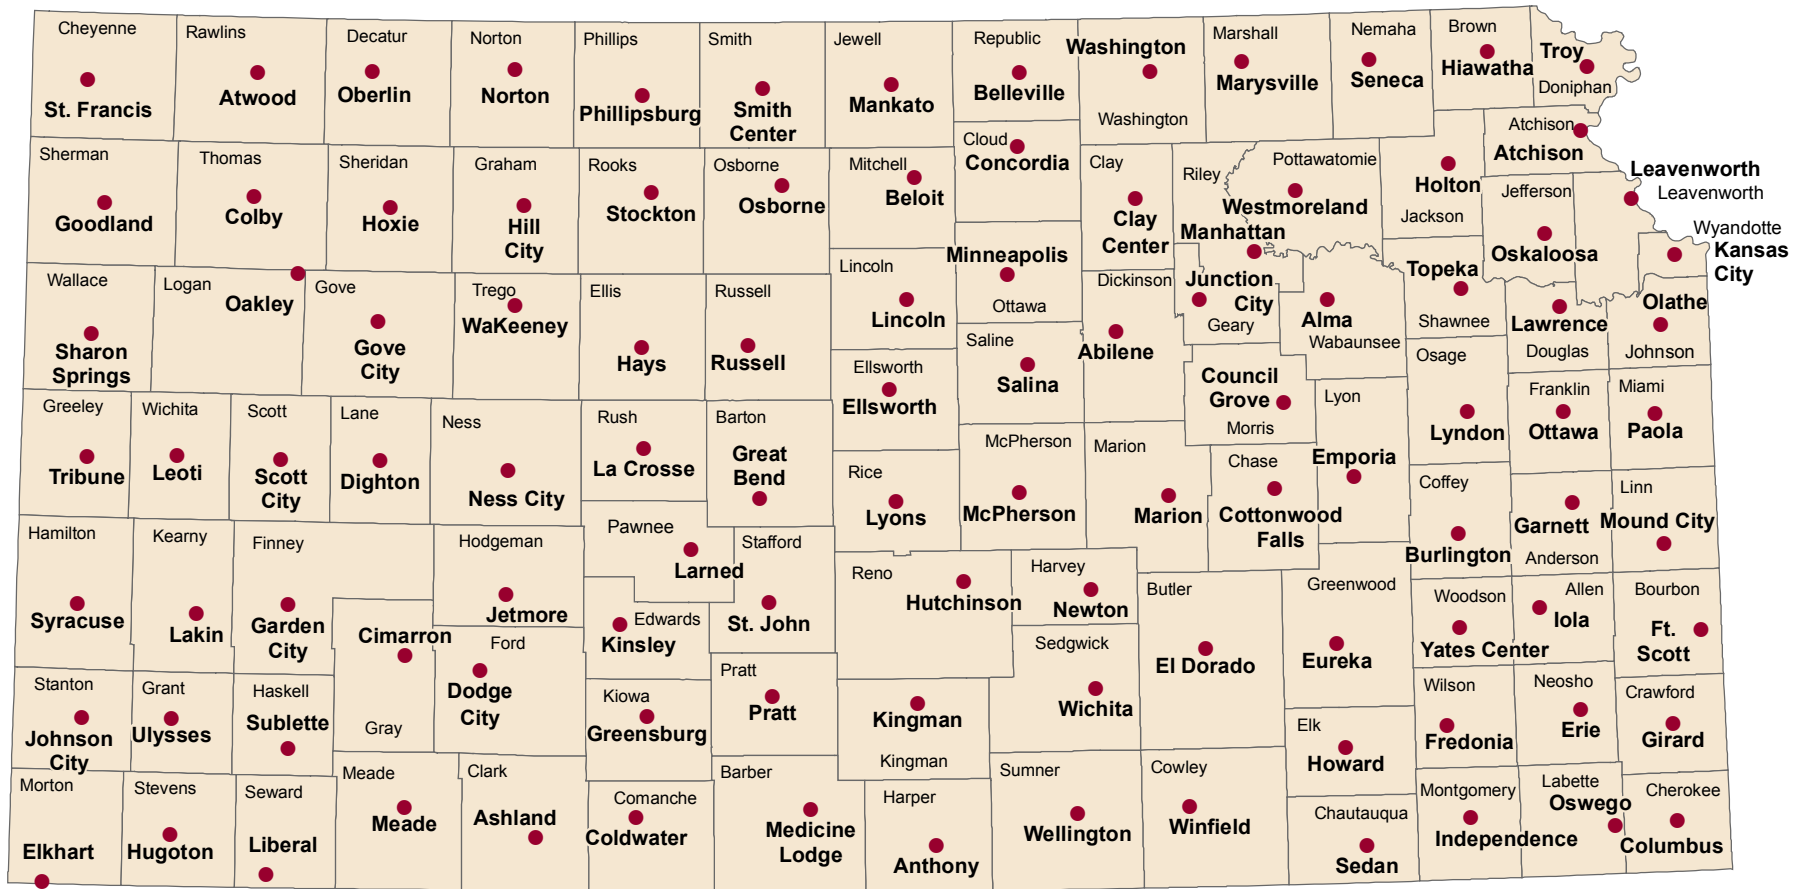 Cheyenne
St. Francis
Rawlins
Atwood
Decatur
Oberlin
Norton
Norton
Phillips
Phillipsburg
Smith
Smith
Center
Jewell
Mankato
Republic
Belleville
Washington
Washington
Marshall
Marysville
Nemaha
Seneca
Brown
Hiawatha
Troy
Doniphan
Sherman
Goodland
Thomas
Colby
Sheridan
Hoxie
Graham
Hill
City
Rooks
Stockton
Osborne
Osborne
Mitchell
Beloit
Cloud
Concordia
Clay
Clay
Center
Riley
Manhattan
Pottawatomie
Westmoreland
Holton
Jackson
Atchison
Atchison
Jefferson
Oskaloosa
Leavenworth
Leavenworth
Wyandotte
Kansas
City
Wallace
Sharon
Springs
Logan
Oakley
Gove
Gove
City
Trego
WaKeeney
Ellis
Hays
Russell
Russell
Lincoln
Lincoln
Minneapolis
Ottawa
Saline
Salina
Dickinson
Abilene
Junction
City
Geary
Alma
Wabaunsee
Topeka
Shawnee
Lawrence
Douglas
Olathe
Johnson
Ellsworth
Ellsworth
Council
Grove
Morris
Lyon
Emporia
Osage
Lyndon
Franklin
Ottawa
Miami
Paola
Greeley
Tribune
Wichita
Leoti
Scott
Scott
City
Lane
Dighton
Ness
Ness City
Rush
La Crosse
Barton
Great
Bend
Rice
Lyons
McPherson
McPherson
Marion
Marion
Chase
Cottonwood
Falls
Coffey
Burlington
Garnett
Anderson
Linn
Mound City
Hamilton
Syracuse
Kearny
Lakin
Finney
Garden
City
Hodgeman
Jetmore
Pawnee
Larned
Stafford
St. John
Edwards
Kinsley
Reno
Hutchinson
Harvey
Newton
Sedgwick
Wichita
Butler
El Dorado
Greenwood
Eureka
Woodson
Yates Center
Allen
Iola
Bourbon
Ft.
Scott
Cimarron
Gray
Ford
Dodge
City
Stanton
Johnson
City
Grant
Ulysses
Haskell
Sublette
Kiowa
Greensburg
Pratt
Pratt
Kingman
Kingman
Elk
Howard
Wilson
Fredonia
Neosho
Erie
Crawford
Girard
Morton
Elkhart
Stevens
Hugoton
Seward
Liberal
Meade
Meade
Clark
Ashland
Comanche
Coldwater
Barber
Medicine
Lodge
Harper
Anthony
Sumner
Wellington
Cowley
Winfield
Chautauqua
Sedan
Montgomery
Independence
Labette
Oswego
Cherokee
Columbus